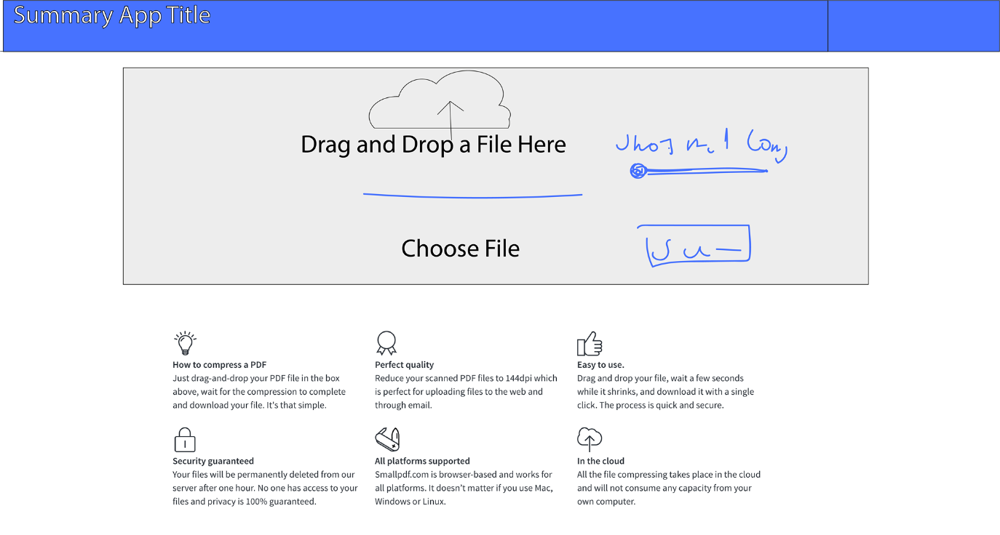 Summary App Title
Drag and Drop a File Here
Choose File
How to compress a PDF
Just drag-and-drop your PDF file in the box
above, wait for the compression to complete
and download your file. It's that simple.
Perfect quality
Reduce your scanned PDF files to 144dpi which
is perfect for uploading files to the web and
through email.
Easy to use.
Drag and drop your file, wait a few seconds
while it shrinks, and download it with a single
click. The process is quick and secure.
Security guaranteed
Your files will be permanently deleted from our
server after one hour. No one has access to your
files and privacy is 100% guaranteed.
All platforms supported
Smallpdf.com is browser-based and works for
all platforms. It doesn't matter if you use Mac,
Windows or Linux.
In the cloud
All the file compressing takes place in the cloud
and will not consume any capacity from your
own computer.